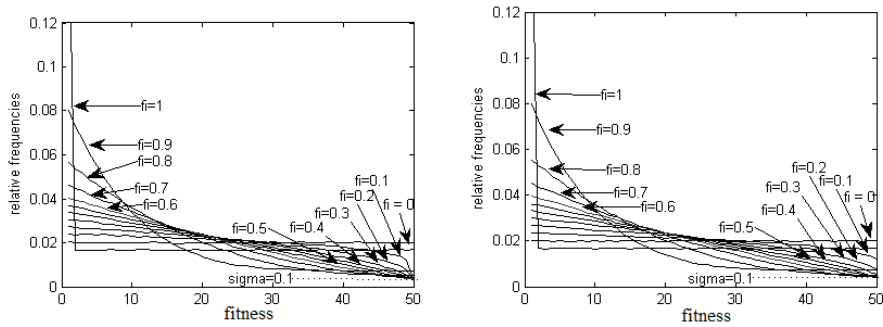 0.12
0.1
0.08
0.06
0.04
0.02
0
relative frequencies
fi=1
fi=0.9
fi=0.8
fi=0.7
fi=0.6
fi=0.5
fi=0.4
fi=0.3
fi=0.2
fi=0.1
fi= 0
sigma=0.1
0
10
20
30
40
50
fitness
0.12
0.1
0.08
0.06
0.04
0.02
0
relative frequencies
fi=1
fi=0.9
fi=0.8
fi=0.7
fi=0.6
fi=0.5
fi=0.4
fi=0.3
fi=0.2
fi=0.1
fi= 0
sigma=0.1
0
10
20
30
40
50
fitness